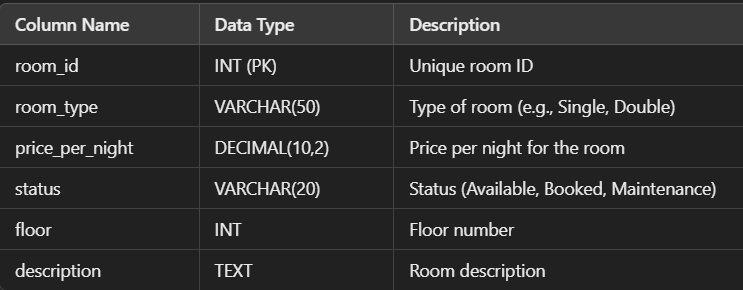 Column Name Data Type Description
room_id INT (PK) Unique room ID
room_type VARCHAR(50) Type of room (e.g., Single, Double)
price_per_night DECIMAL(10,2) Price per night for the room
status VARCHAR(20) Status (Available, Booked, Maintenance)
floor INT Floor number
description TEXT Room description